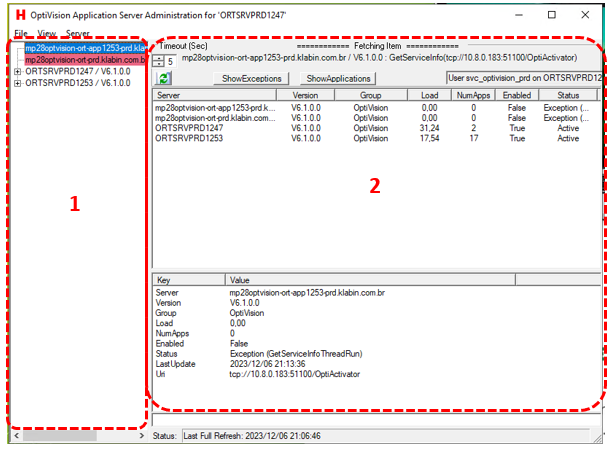 H OptiVision Application Server Administration for 'ORTSRVPRD1247'
File View Server
mp28optivision-ort-app1253-prd.kla
mp28optivision-ort-prd.klabin.com.b
ORTSRVPRD1247 / V6.1.0.0
ORTSRVPRD1253 / V6.1.0.0
1
Timeout (Sec)
============ Fetching Item ============
5
mp28optivision-ort-app1253-prd.klabin.com.br / V6.1.0.0 : GetServiceInfo(tcp://10.8.0.183:51100/OptiActivator)
ShowExceptions ShowApplications User svc_optivision_prd on ORTSRVPRD12
Server Version Group Load NumApps Enabled Status
mp28optivision-ort-app1253-prd.k... V6.1.0.0 OptiVision 0,00 0 False Exception (...
mp28optivision-ort-prd.klabin.com... V6.1.0.0 OptiVision 0,00 0 False Exception (...
ORTSRVPRD1247 V6.1.0.0 OptiVision 31,24 2 True Active
ORTSRVPRD1253 V6.1.0.0 OptiVision 17,54 17 True Active
2
Key Value
Server mp28optvision-ort-app1253-prd.klabin.com.br
Version V6.1.0.0
Group OptiVision
Load 0,00
NumApps 0
Enabled False
Status Exception (GetServiceInfoThreadRun)
LastUpdate 2023/12/06 21:13:36
Uri tcp://10.8.0.183:51100/OptiActivator
Status: Last Full Refresh: 2023/12/06 21:06:46